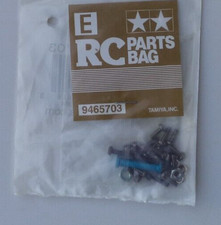 E
RC PARTS BAG
9465703
TAMIYA, INC.